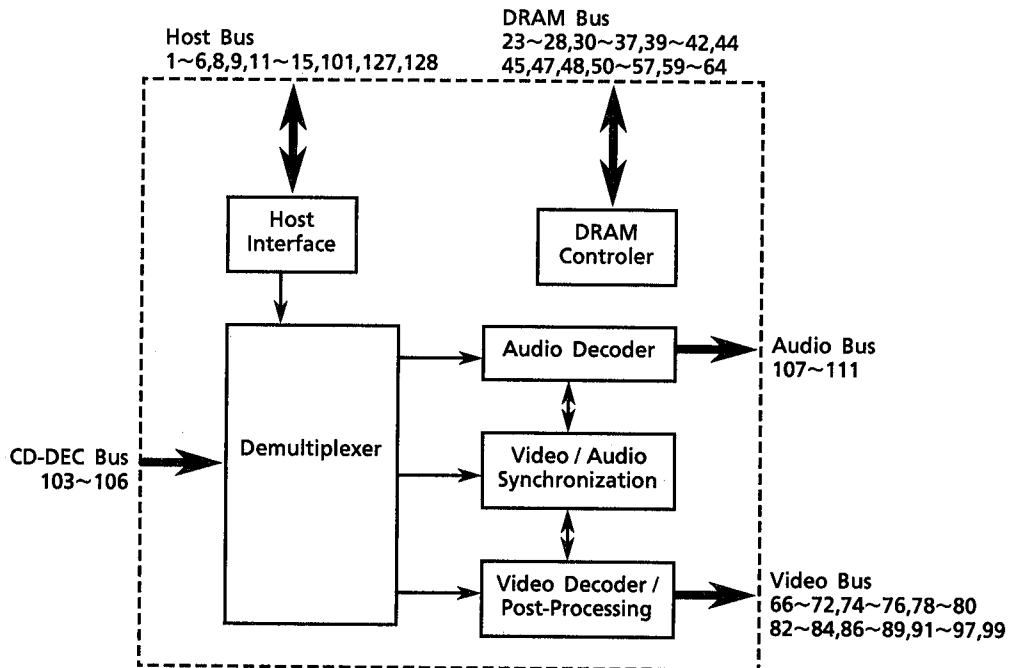 Host Bus
1~6,8,9,11~15,101,127,128
DRAM Bus
23~28,30~37,39~42,44
45,47,48,50~57,59~64
Host
Interface
DRAM
Controler
Audio Decoder
Audio Bus
107~111
Demultiplexer
CD-DEC Bus
103~106
Video / Audio
Synchronization
Video Decoder /
Post-Processing
Video Bus
66~72,74~76,78~80
82~84,86~89,91~97,99